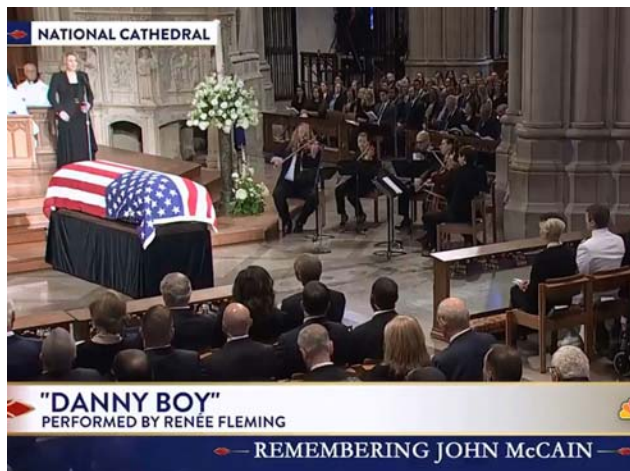 NATIONAL CATHEDRAL
"DANNY BOY"
PERFORMED BY RENÉE FLEMING
REMEMBERING JOHN McCAIN